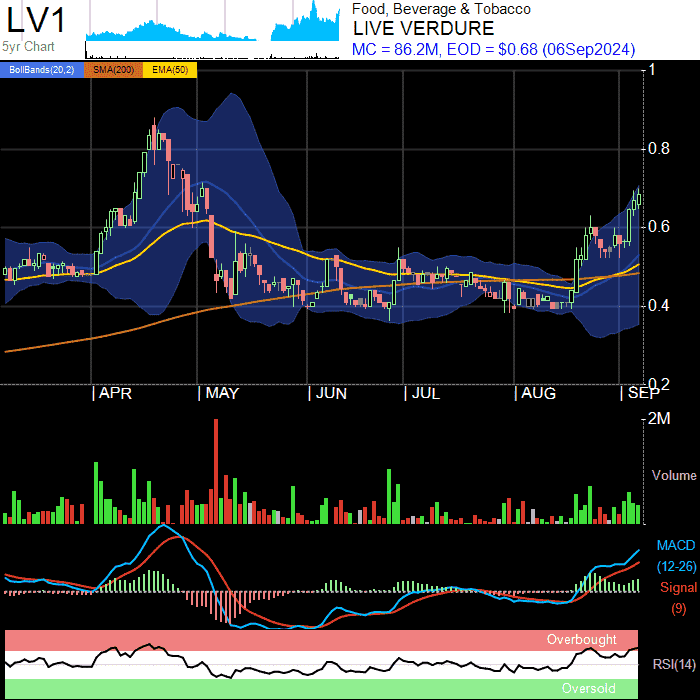 LV1
5yr Chart
Food, Beverage & Tobacco
LIVE VERDURE
MC = 86.2M, EOD = $0.68 (06Sep2024)
BollBands(20,2) SMA(200) EMA(50)
1
0.8
0.6
0.4
0.2
APR MAY JUN JUL AUG SEP
2M
Volume
MACD
(12-26)
Signal
(9)
Overbought
RSI(14)
Oversold